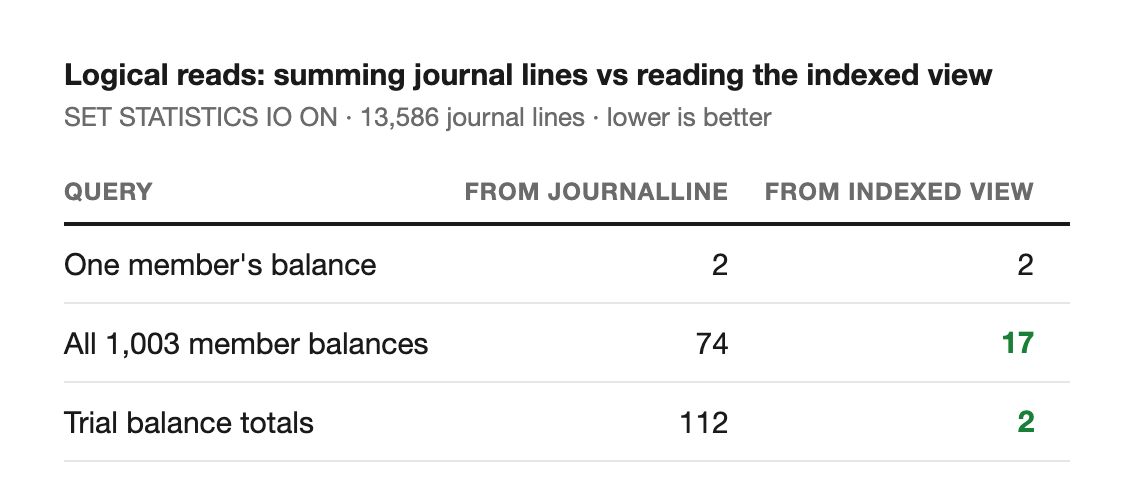 Logical reads: summing journal lines vs reading the indexed view
SET STATISTICS IO ON · 13,586 journal lines · lower is better
QUERY FROM JOURNALLINE FROM INDEXED VIEW
One member's balance 2 2
All 1,003 member balances 74 17
Trial balance totals 112 2